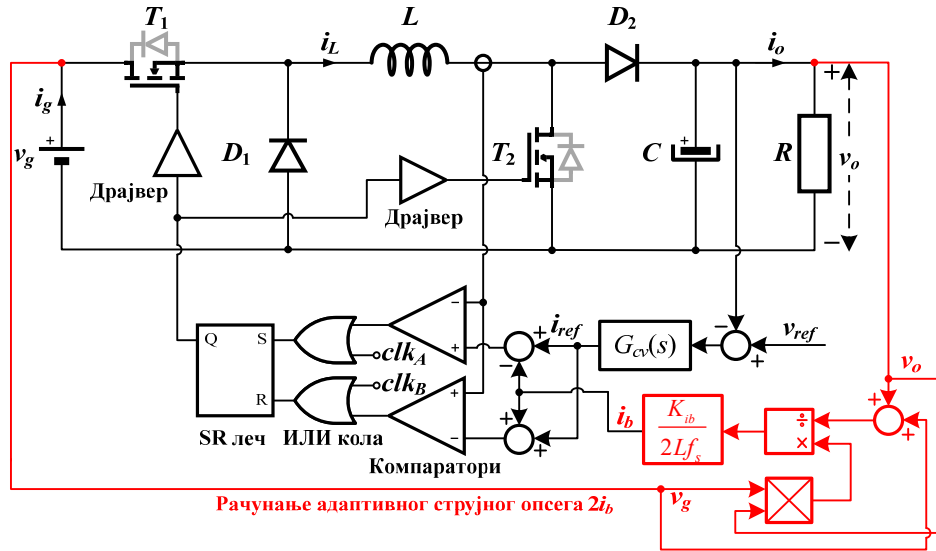 T1
L
D2
iL
io
ig
+
vg
D1
T2
C
+
R
+
vo
−
Драјвер
Драјвер
Q
S
R
SR леч
ИЛИ кола
clkA
clkB
−
+
+
−
Компаратори
+
−
iref
Gcv(s)
−
+
vref
+
+
ib
Kib
2Lfs
÷
×
vo
+
+
vg
Рачунање адаптивног струјног опсега 2ib